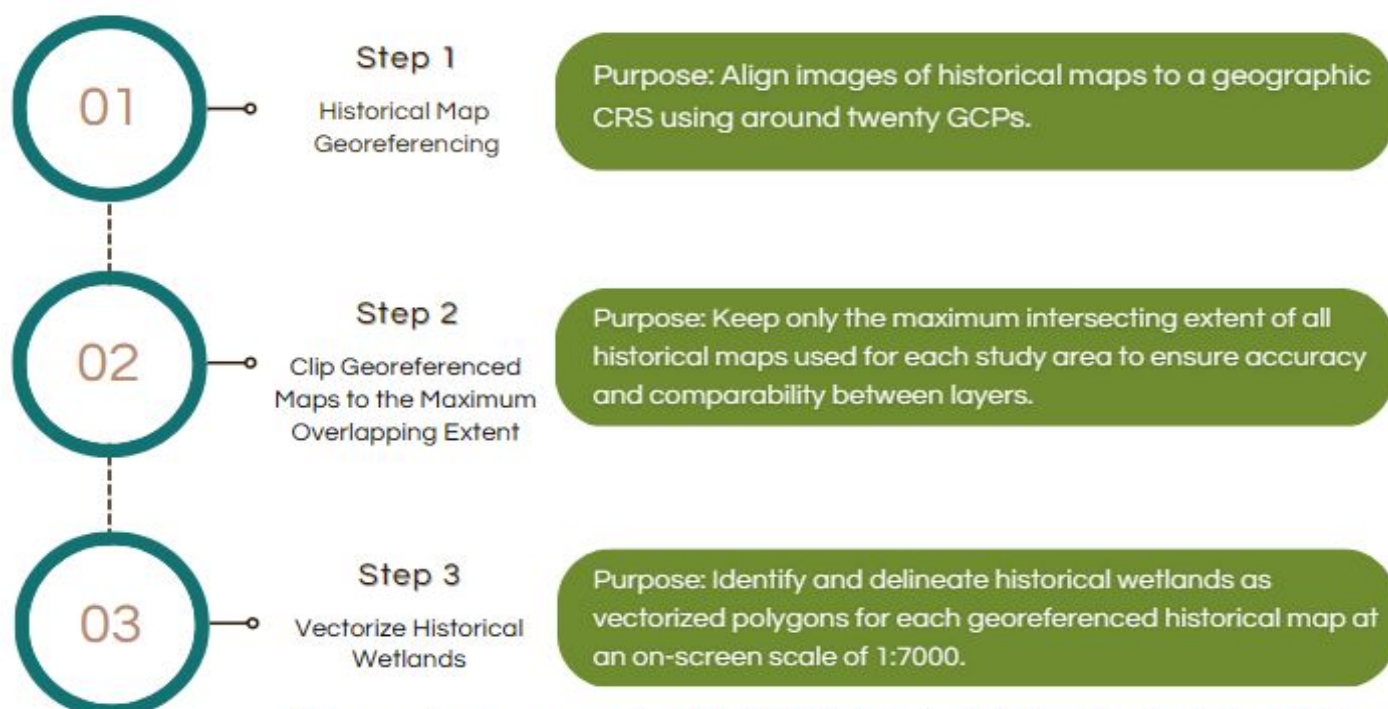 01
Step 1
Historical Map
Georeferencing
Purpose: Align images of historical maps to a geographic
CRS using around twenty GCPs.
02
Step 2
Clip Georeferenced
Maps to the Maximum
Overlapping Extent
Purpose: Keep only the maximum intersecting extent of all
historical maps used for each study area to ensure accuracy
and comparability between layers.
03
Step 3
Vectorize Historical
Wetlands
Purpose: Identify and delineate historical wetlands as
vectorized polygons for each georeferenced historical map at
an on-screen scale of 1:7000.